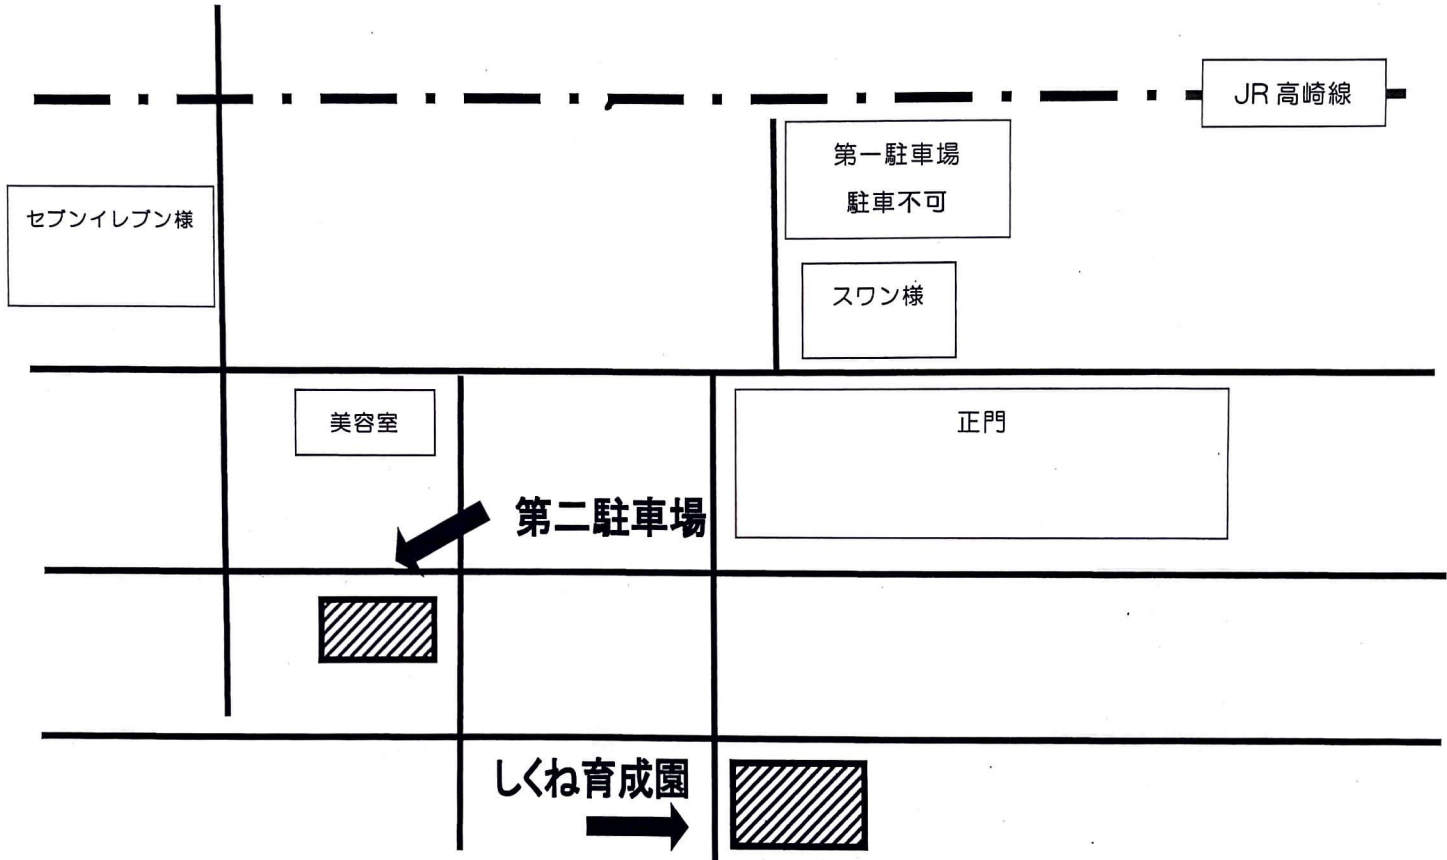 JR高崎線
第一駐車場
駐車不可
セブンイレブン様
スワン様
美容室
正門
第二駐車場
しくね育成園